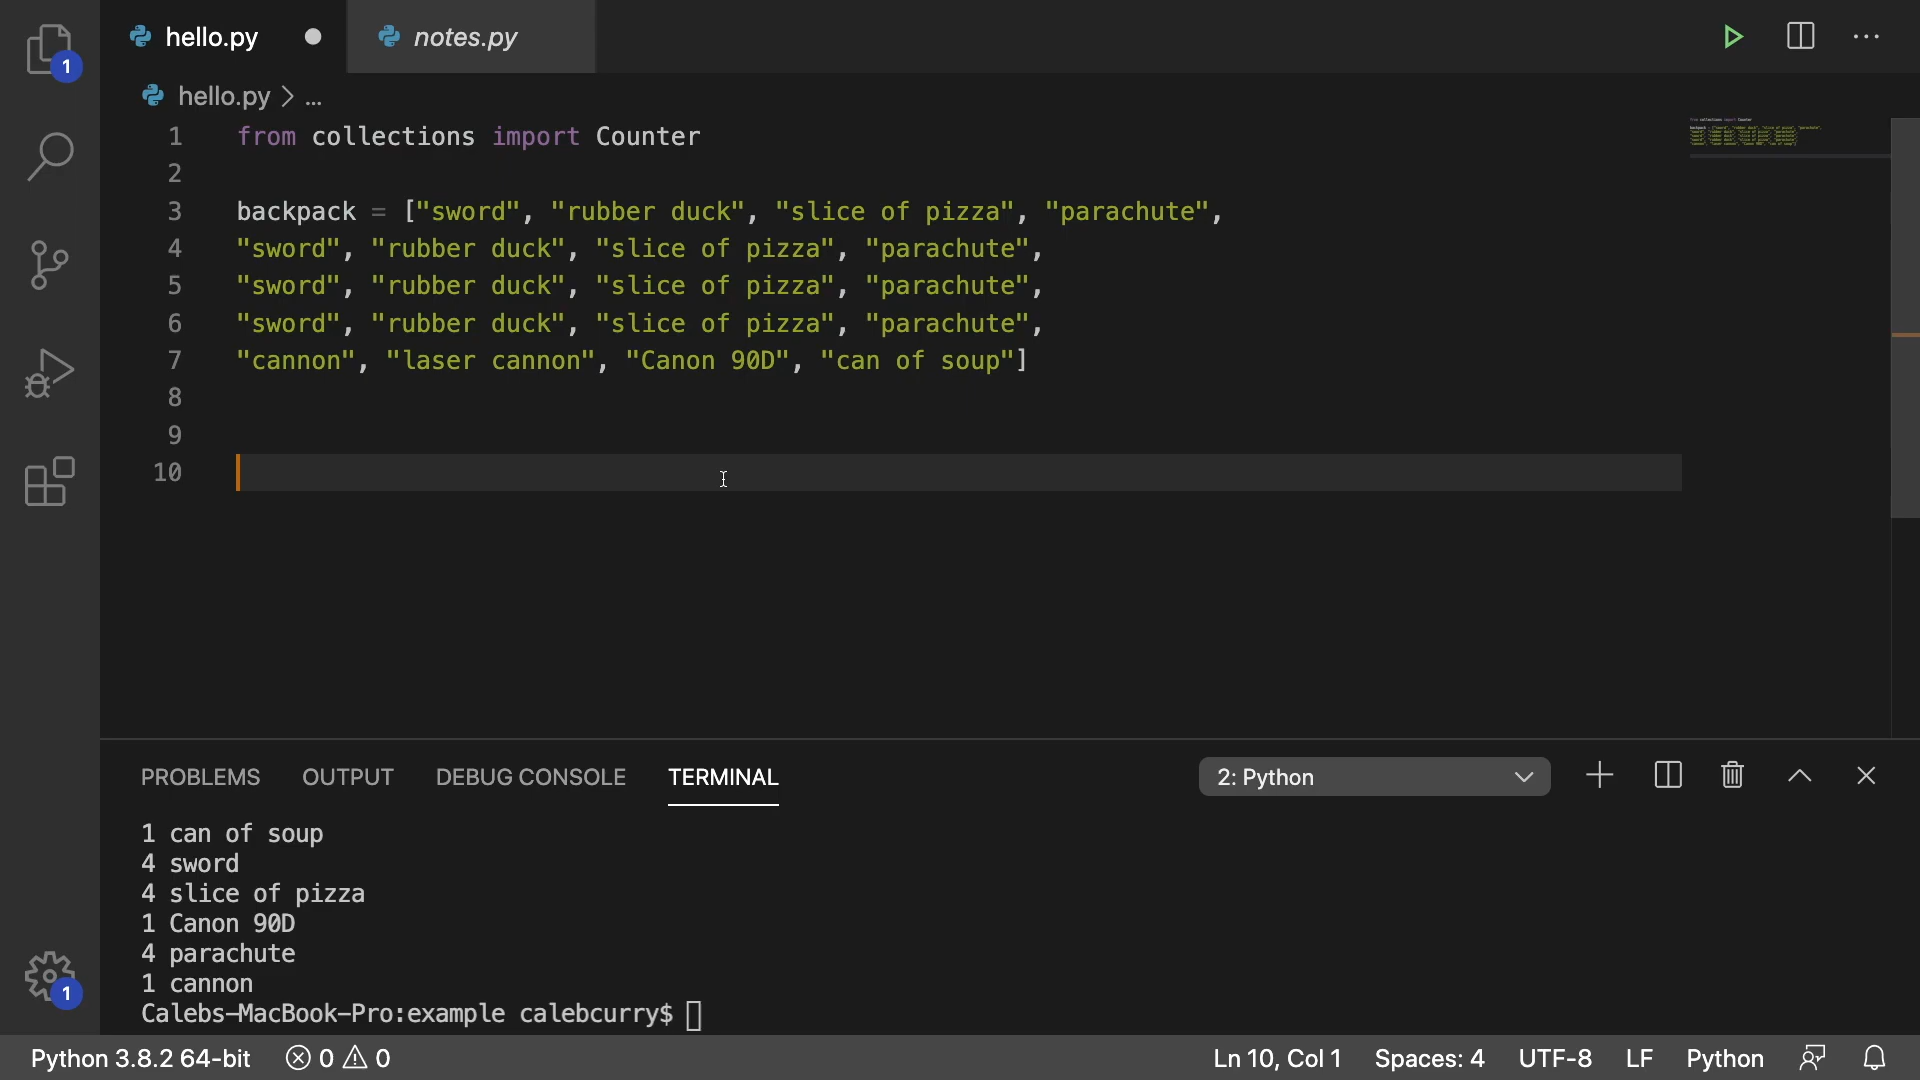 1
hello.py
notes.py
hello.py > ...
1 from collections import Counter
2
3 backpack = ["sword", "rubber duck", "slice of pizza", "parachute",
4 "sword", "rubber duck", "slice of pizza", "parachute",
5 "sword", "rubber duck", "slice of pizza", "parachute",
6 "sword", "rubber duck", "slice of pizza", "parachute",
7 "cannon", "laser cannon", "Canon 90D", "can of soup"]
8
9
10
PROBLEMS OUTPUT DEBUG CONSOLE TERMINAL 2: Python
1 can of soup
4 sword
4 slice of pizza
1 Canon 90D
4 parachute
1 cannon
Calebs-MacBook-Pro:example calebcurry$
1
Python 3.8.2 64-bit 0 0 Ln 10, Col 1 Spaces: 4 UTF-8 LF Python